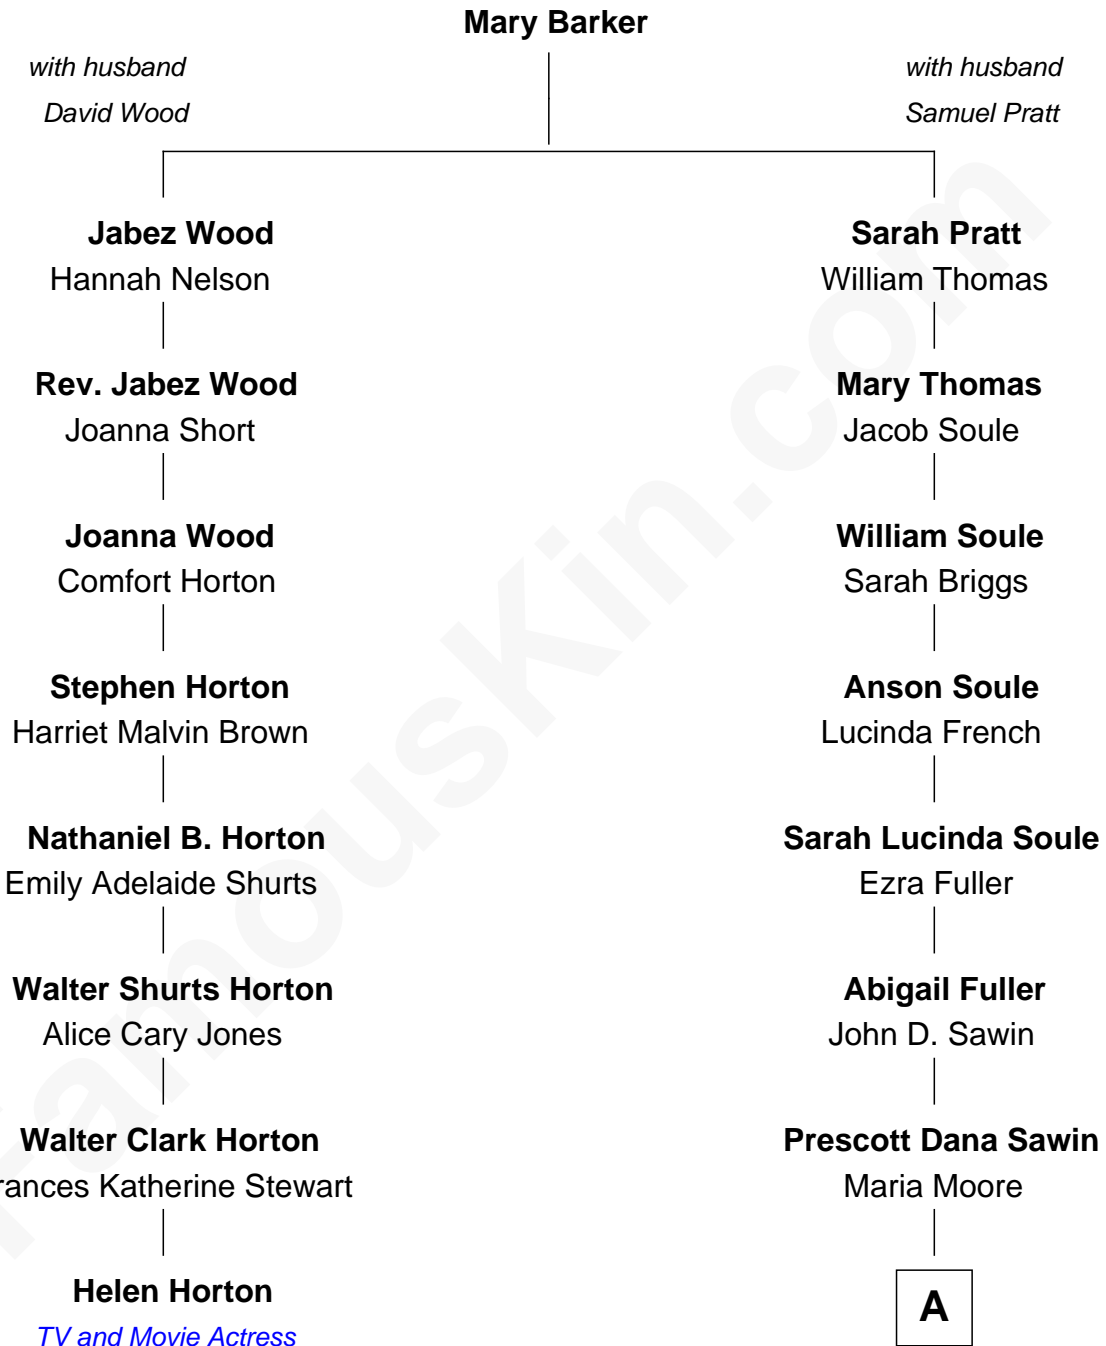 Mary Barker
with husband
David Wood
with husband
Samuel Pratt
Jabez Wood
Hannah Nelson
Sarah Pratt
William Thomas
Rev. Jabez Wood
Joanna Short
Mary Thomas
Jacob Soule
Joanna Wood
Comfort Horton
William Soule
Sarah Briggs
Stephen Horton
Harriet Malvin Brown
Anson Soule
Lucinda French
Nathaniel B. Horton
Emily Adelaide Shurts
Sarah Lucinda Soule
Ezra Fuller
Walter Shurts Horton
Alice Cary Jones
Abigail Fuller
John D. Sawin
Walter Clark Horton
rances Katherine Stewart
Prescott Dana Sawin
Maria Moore
Helen Horton
TV and Movie Actress
A
FamousKin.com